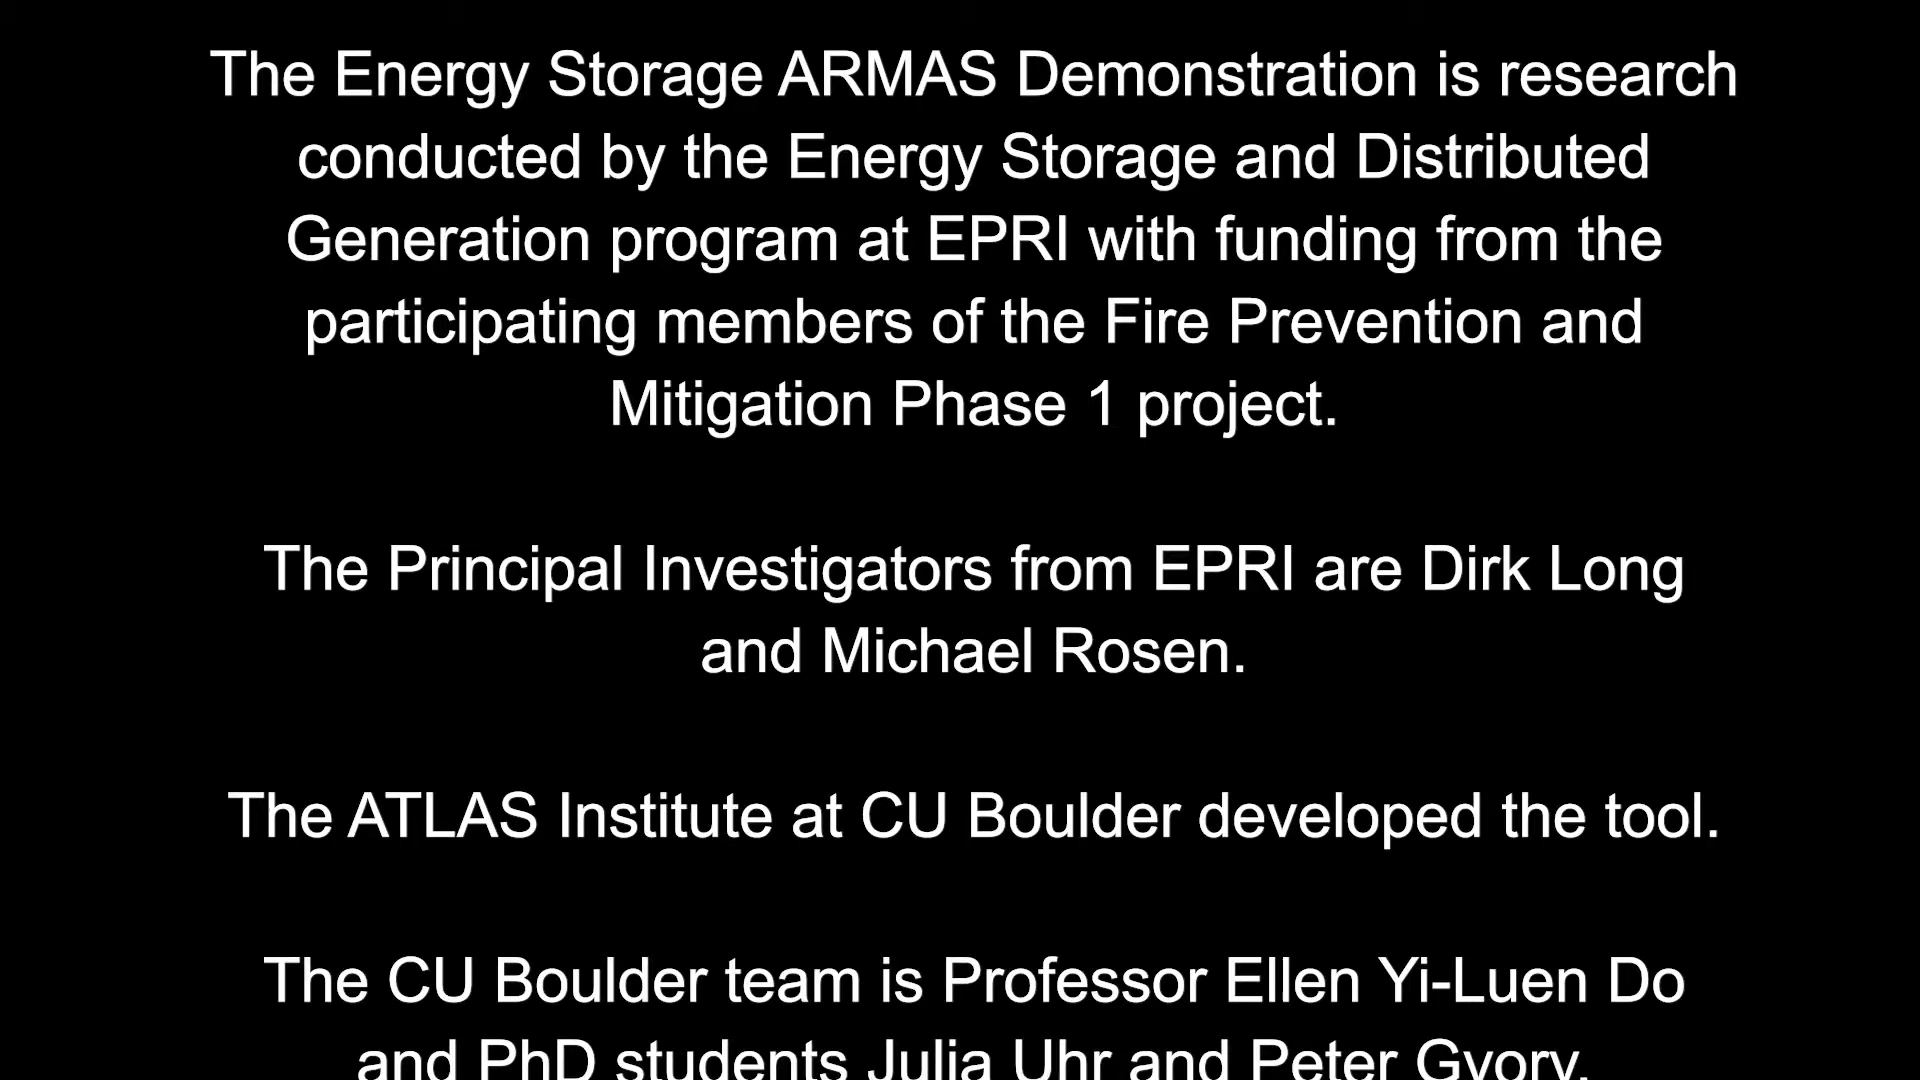 The Energy Storage ARMAS Demonstration is research
conducted by the Energy Storage and Distributed
Generation program at EPRI with funding from the
participating members of the Fire Prevention and
Mitigation Phase 1 project.
The Principal Investigators from EPRI are Dirk Long
and Michael Rosen.
The ATLAS Institute at CU Boulder developed the tool.
The CU Boulder team is Professor Ellen Yi-Luen Do
and PhD students Julia Uhr and Peter Gyory.